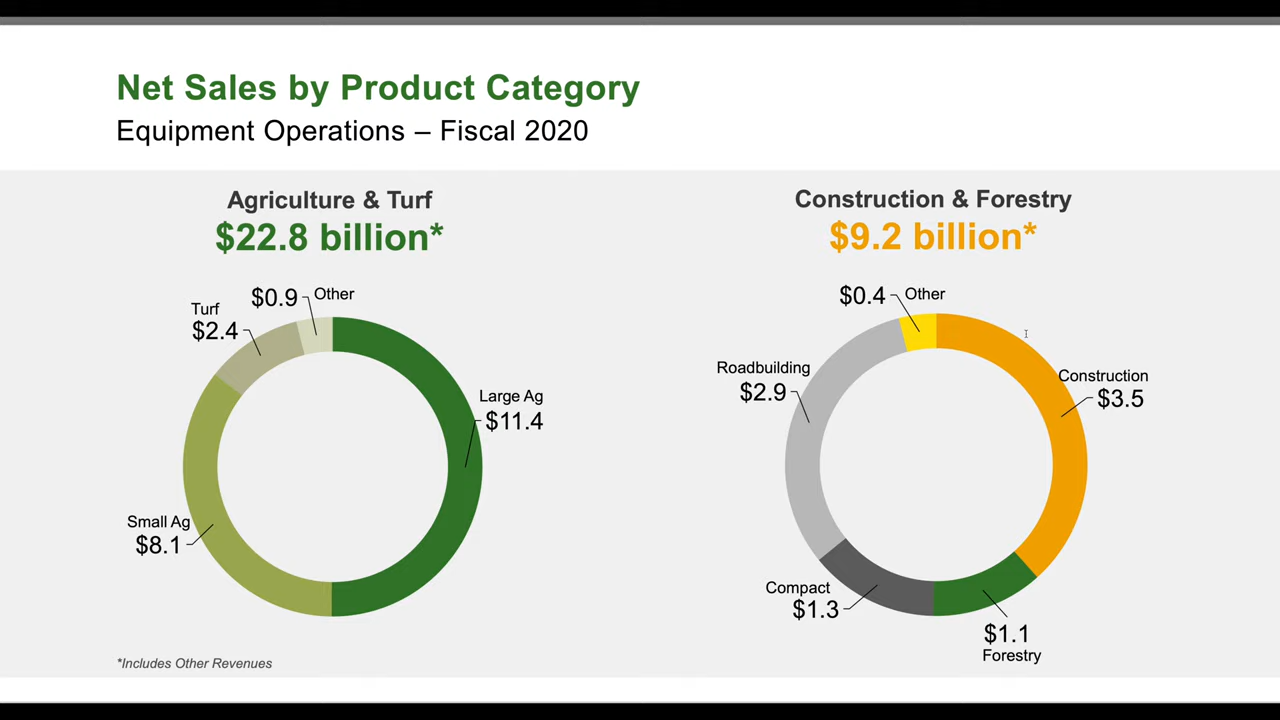 Net Sales by Product Category
Equipment Operations – Fiscal 2020
Agriculture & Turf
$22.8 billion*
Turf
$2.4
$0.9
Other
Large Ag
$11.4
Small Ag
$8.1
Construction & Forestry
$9.2 billion*
$0.4
Other
Roadbuilding
$2.9
Construction
$3.5
Compact
$1.3
$1.1
Forestry
*Includes Other Revenues